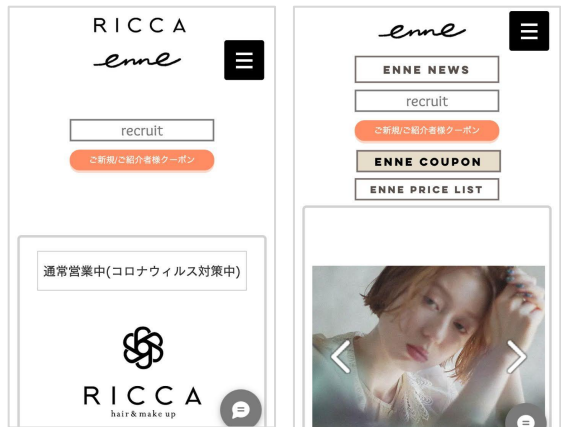 RICCA
enne
recruit
ご新規/ご紹介者様クーポン
通常営業中(コロナウィルス対策中)
RICCA
hair & make up
enne
ENNE NEWS
recruit
ご新規/ご紹介者様クーポン
ENNE COUPON
ENNE PRICE LIST